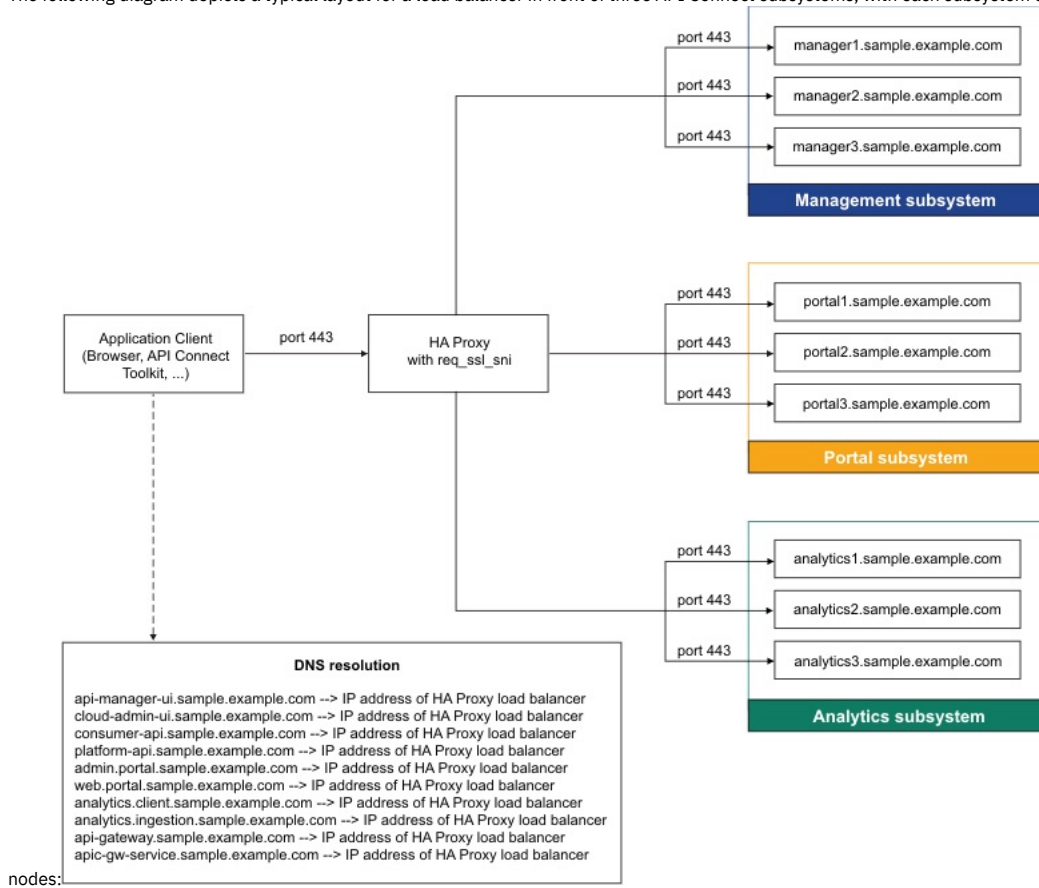 port 443
manager1.sample.example.com
port 443
manager2.sample.example.com
port 443
manager3.sample.example.com
Management subsystem
port 443
portal1.sample.example.com
Application Client
(Browser, API Connect
Toolkit, ...)
port 443
HA Proxy
with req_ssl_sni
port 443
portal2.sample.example.com
port 443
portal3.sample.example.com
Portal subsystem
port 443
analytics1.sample.example.com
port 443
analytics2.sample.example.com
port 443
analytics3.sample.example.com
Analytics subsystem
DNS resolution
api-manager-ui.sample.example.com --> IP address of HA Proxy load balancer
cloud-admin-ui.sample.example.com --> IP address of HA Proxy load balancer
consumer-api.sample.example.com --> IP address of HA Proxy load balancer
platform-api.sample.example.com --> IP address of HA Proxy load balancer
admin.portal.sample.example.com --> IP address of HA Proxy load balancer
web.portal.sample.example.com --> IP address of HA Proxy load balancer
analytics.client.sample.example.com --> IP address of HA Proxy load balancer
analytics.ingestion.sample.example.com --> IP address of HA Proxy load balancer
api-gateway.sample.example.com --> IP address of HA Proxy load balancer
apic-gw-service.sample.example.com --> IP address of HA Proxy load balancer
nodes: